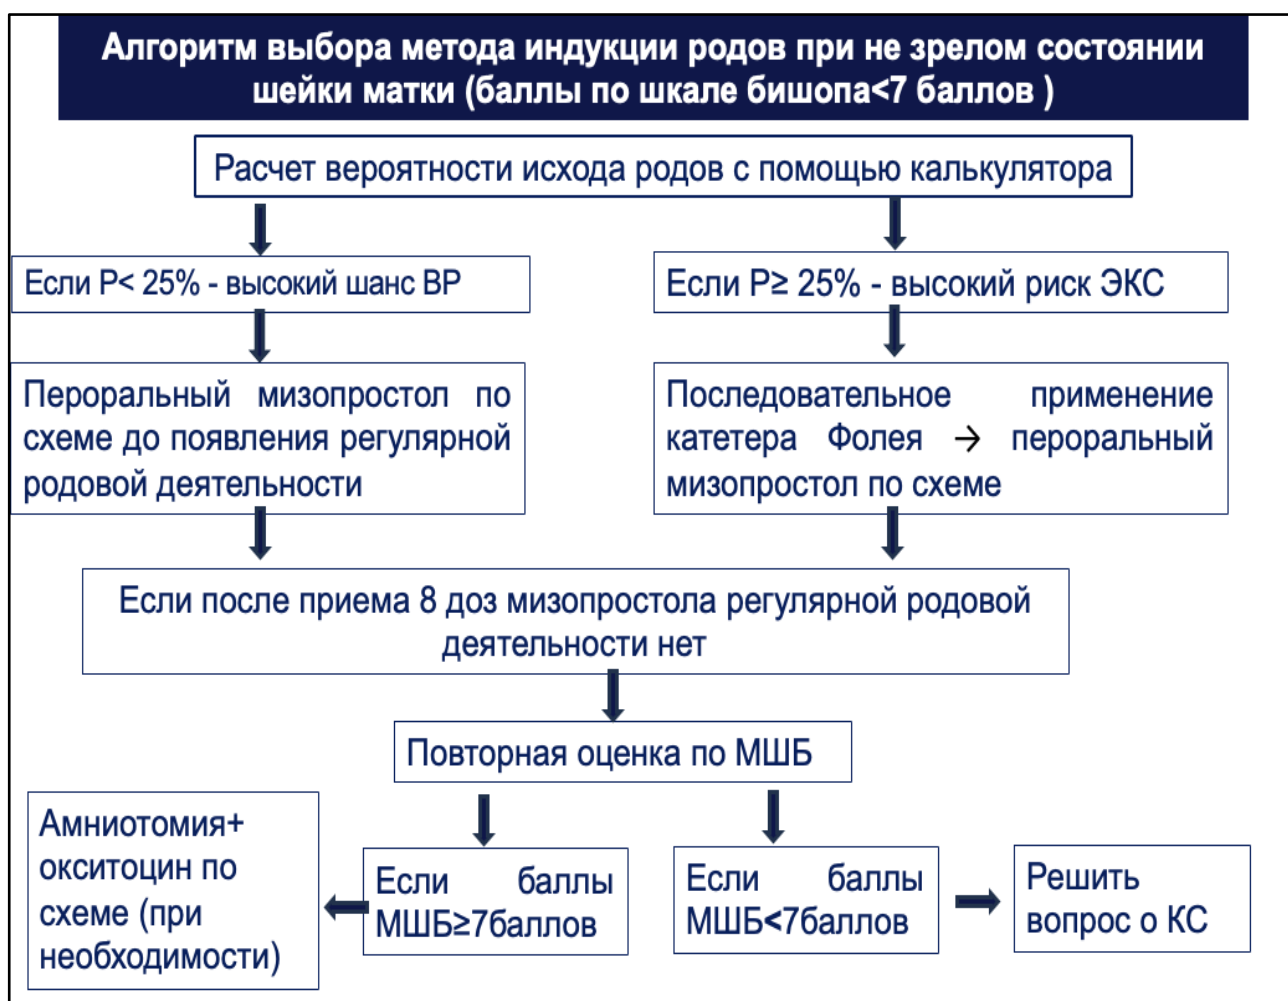 Алгоритм выбора метода индукции родов при не зрелом состоянии
шейки матки (баллы по шкале бишопа<7 баллов )
Расчет вероятности исхода родов с помощью калькулятора
Если P< 25% - высокий шанс ВР
Если P≥ 25% - высокий риск ЭКС
Пероральный мизопростол по
схеме до появления регулярной
родовой деятельности
Последовательное применение
катетера Фолея → пероральный
мизопростол по схеме
Если после приема 8 доз мизопростола регулярной родовой
деятельности нет
Повторная оценка по МШБ
Амниотомия+
окситоцин по
схеме (при
необходимости)
Если баллы
МШБ≥7баллов
Если баллы
МШБ<7баллов
Решить
вопрос о КС